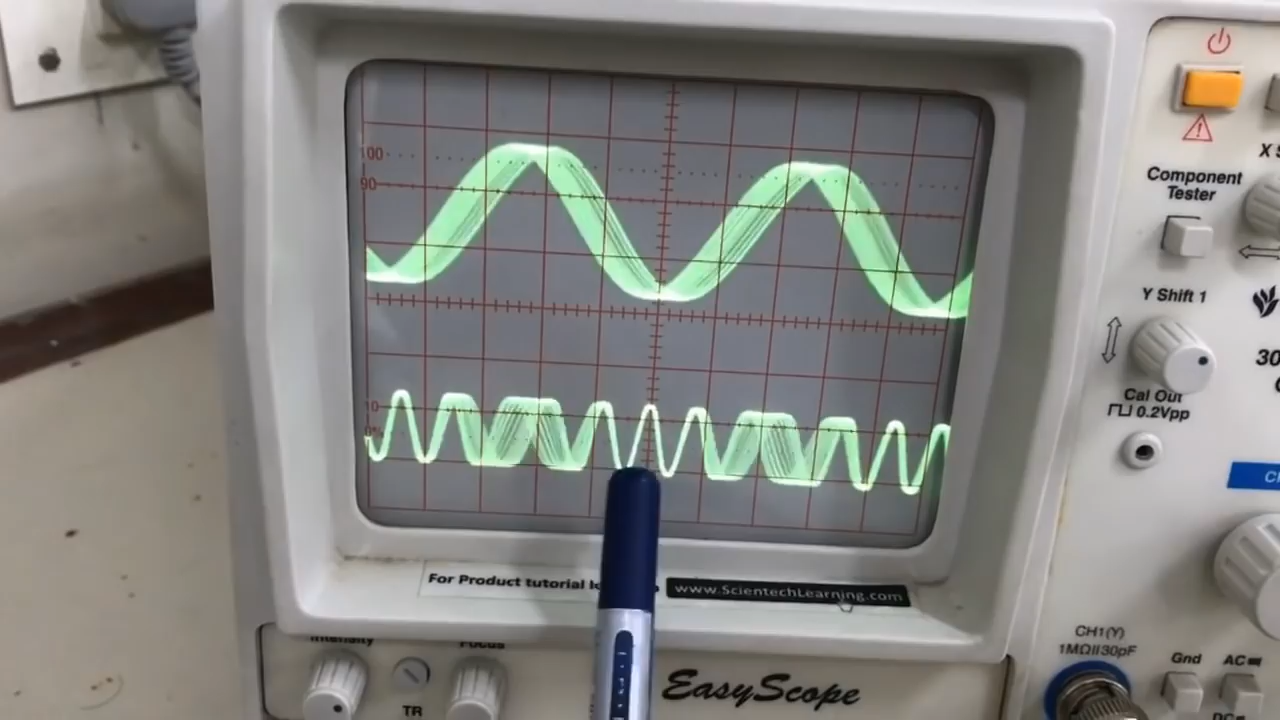 100
90
10
0%
Component
Tester
X S
Y Shift 1
30
Cal Out
0.2Vpp
For Product tutorial
www.ScientechLearning.com
Intensity
Focus
TR
EasyScope
CH1(Y)
1MΩII30pF
Gnd
AC